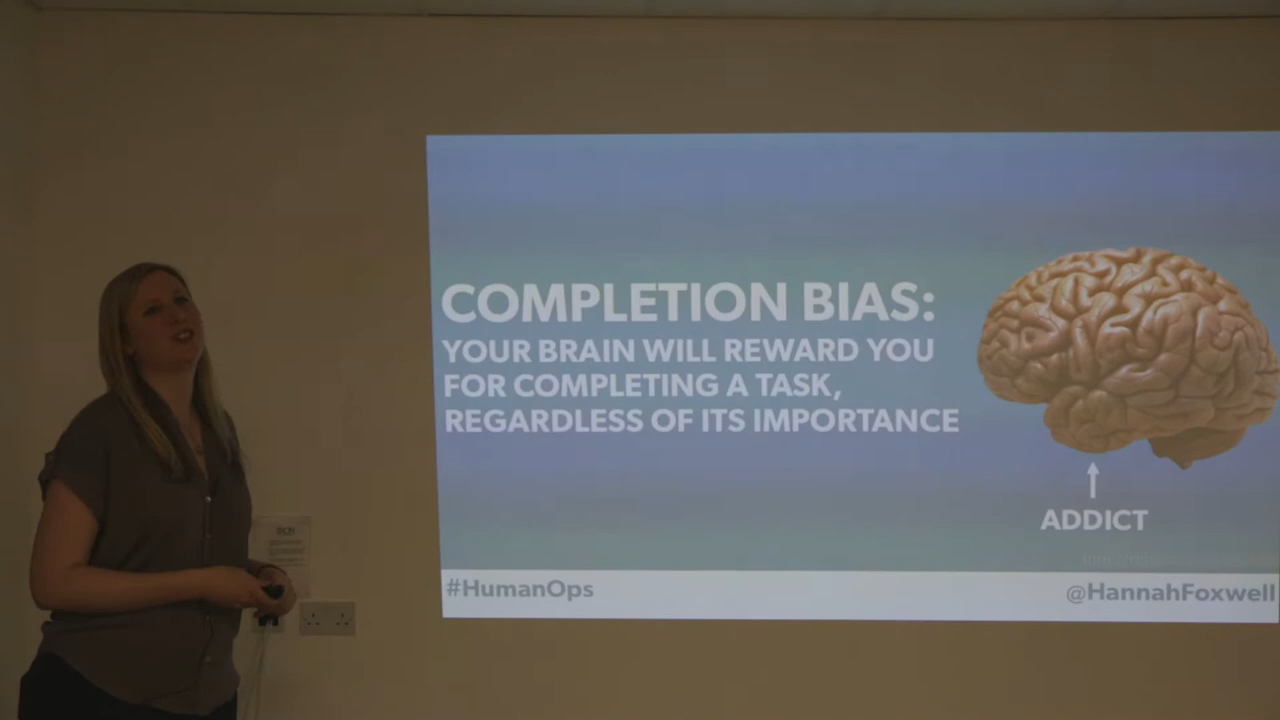 COMPLETION BIAS:
YOUR BRAIN WILL REWARD YOU
FOR COMPLETING A TASK,
REGARDLESS OF ITS IMPORTANCE
ADDICT
#HumanOps
@HannahFoxwell